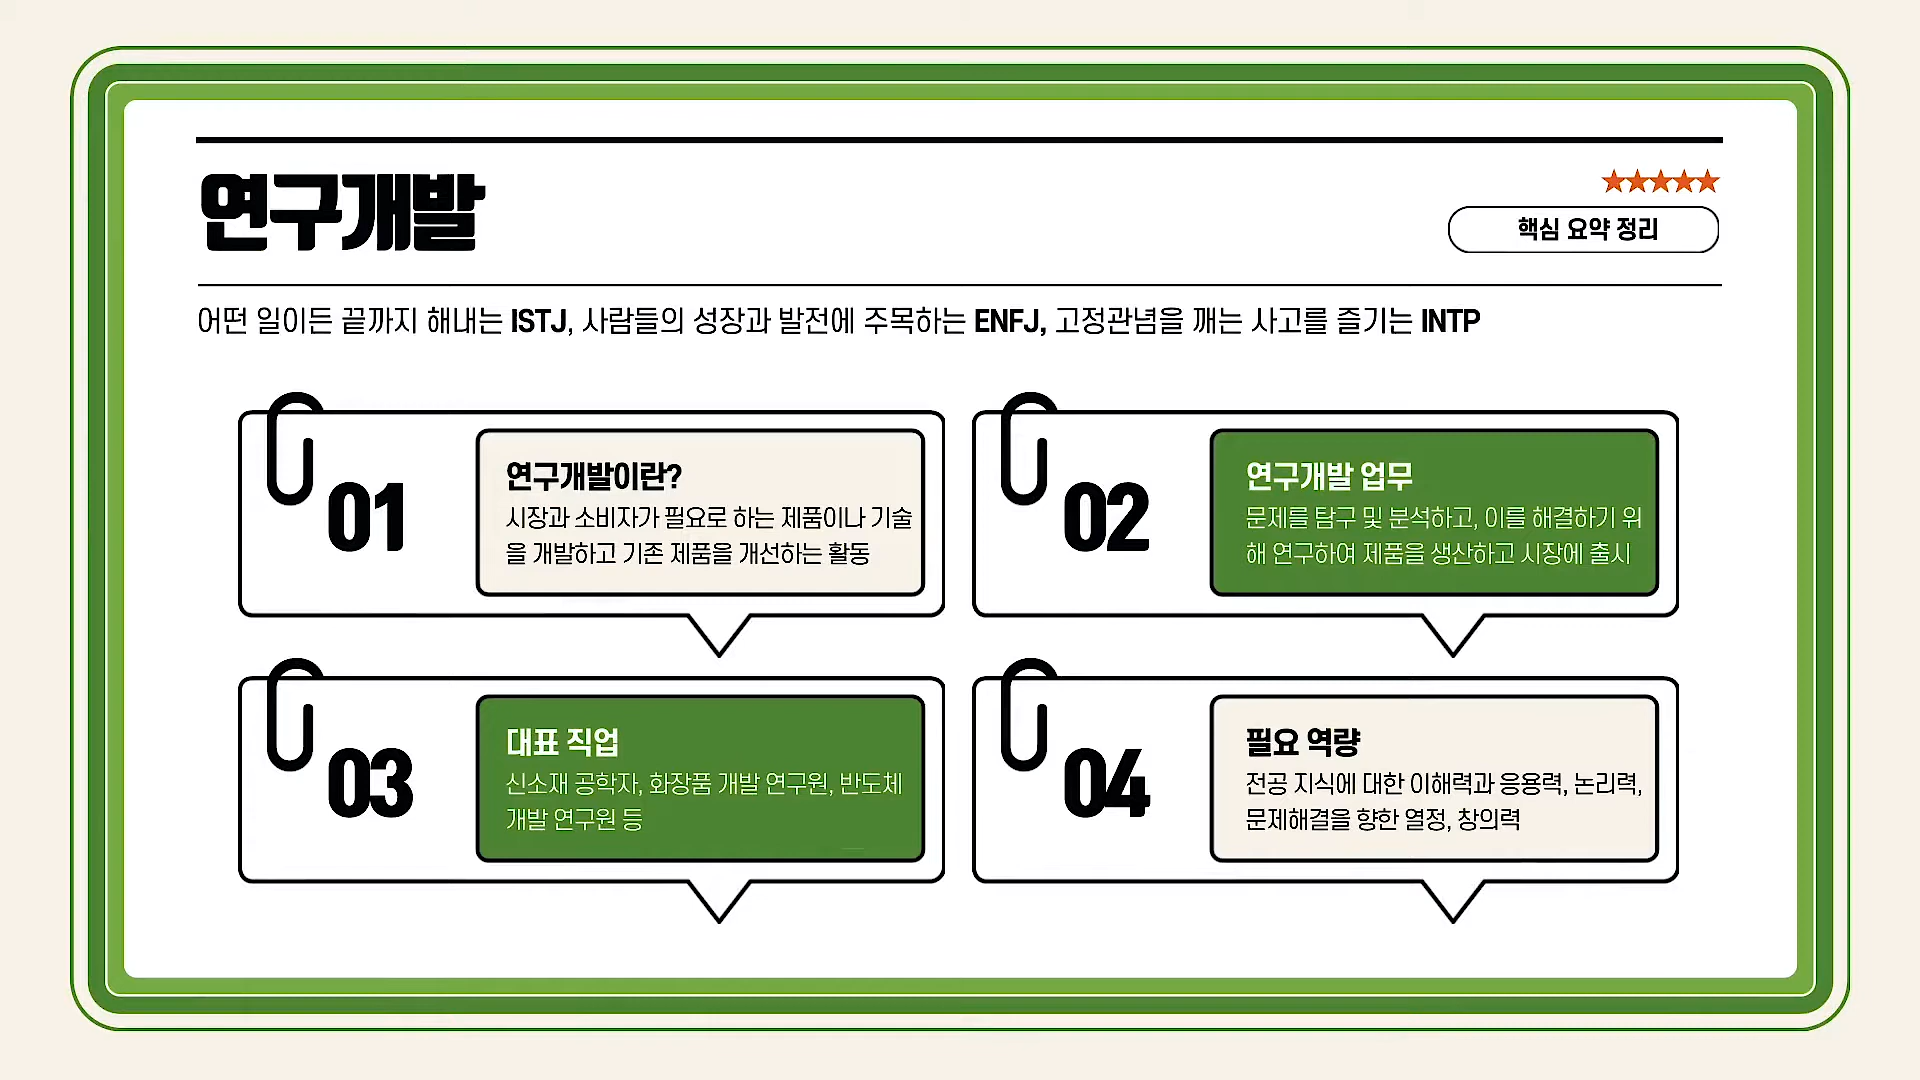 연구개발
★★★★★
핵심 요약 정리
어떤 일이든 끝까지 해내는 ISTJ, 사람들의 성장과 발전에 주목하는 ENFJ, 고정관념을 깨는 사고를 즐기는 INTP
01
연구개발이란?
시장과 소비자가 필요로 하는 제품이나 기술
을 개발하고 기존 제품을 개선하는 활동
02
연구개발 업무
문제를 탐구 및 분석하고, 이를 해결하기 위
해 연구하여 제품을 생산하고 시장에 출시
03
대표 직업
신소재 공학자, 화장품 개발 연구원, 반도체
개발 연구원 등
04
필요 역량
전공 지식에 대한 이해력과 응용력, 논리력,
문제해결을 향한 열정, 창의력